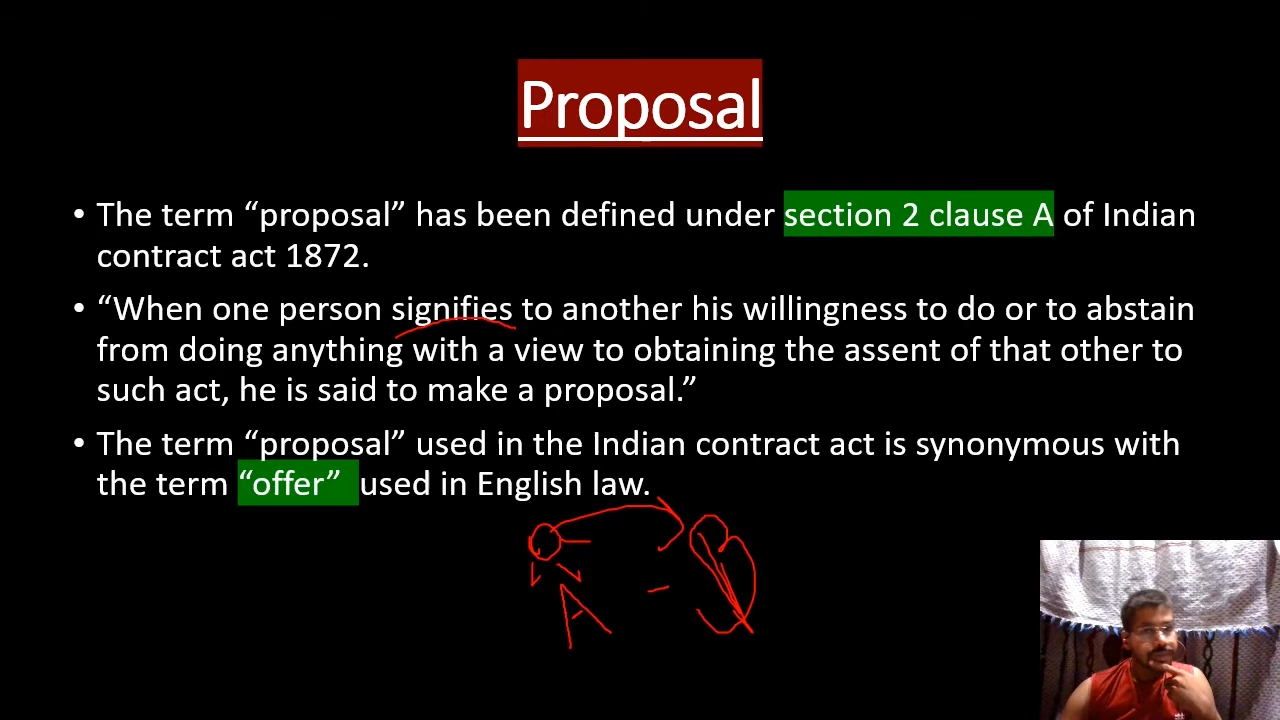 Proposal
• The term “proposal” has been defined under section 2 clause A of Indian
contract act 1872.
• “When one person signifies to another his willingness to do or to abstain
from doing anything with a view to obtaining the assent of that other to
such act, he is said to make a proposal.”
• The term “proposal” used in the Indian contract act is synonymous with
the term “offer” used in English law.
A - B